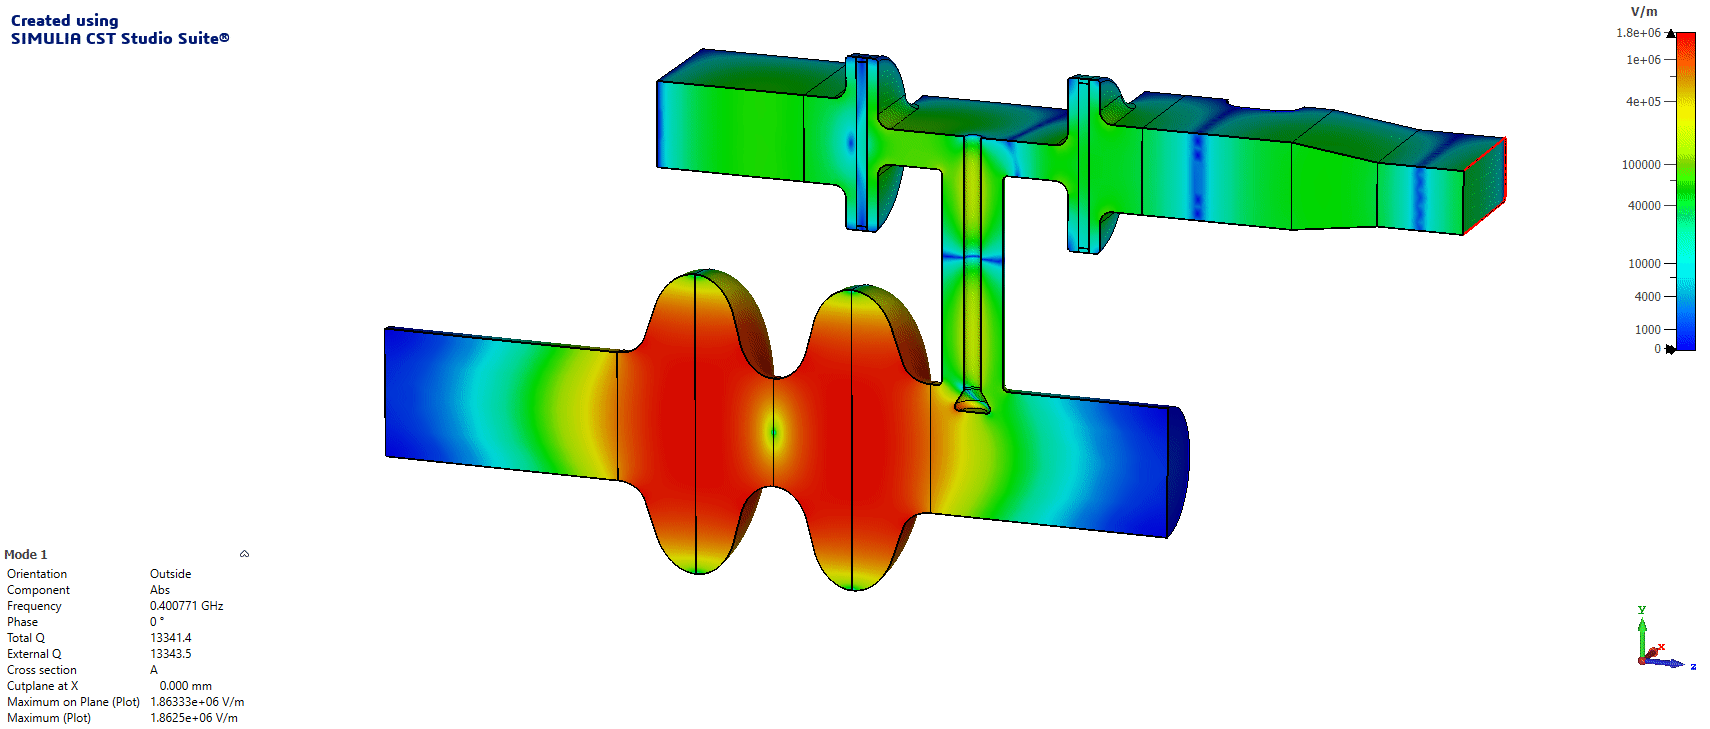 Created using
SIMULIA CST Studio Suite®
V/m
1.8e+06
1e+06
4e+05
100000
40000
10000
4000
1000
0
Mode 1
Orientation Outside
Component Abs
Frequency 0.400771 GHz
Phase 0 °
Total Q 13341.4
External Q 13343.5
Cross section A
Cutplane at X 0.000 mm
Maximum on Plane (Plot) 1.86333e+06 V/m
Maximum (Plot) 1.8625e+06 V/m
y
x
z